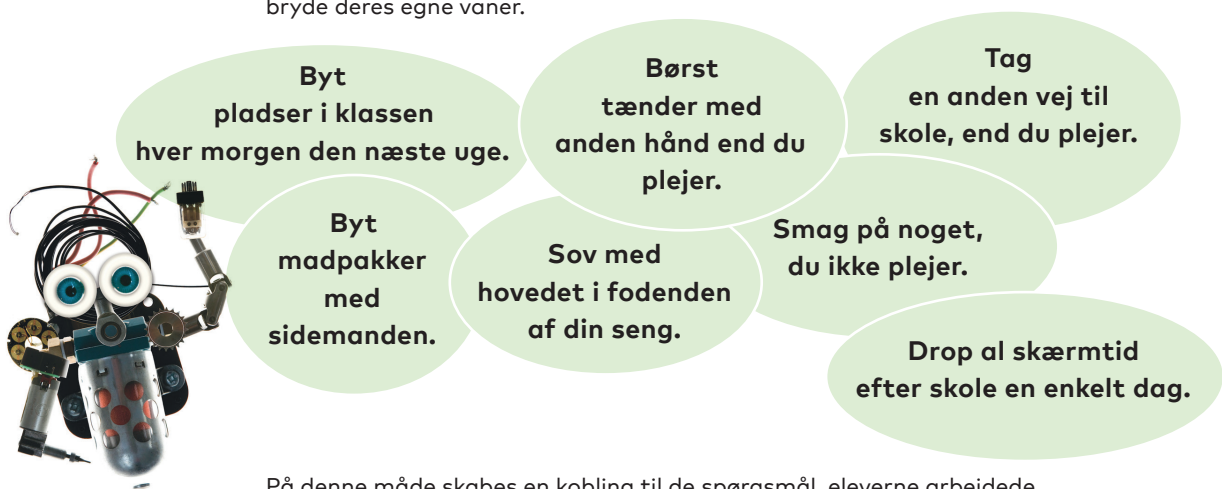 bryde deres egne vaner.
Byt
pladser i klassen
hver morgen den næste uge.
Børst
tænder med
anden hånd end du
plejer.
Tag
en anden vej til
skole, end du plejer.
Byt
madpakker
med
sidemanden.
Sov med
hovedet i fodenden
af din seng.
Smag på noget,
du ikke plejer.
Drop al skærmtid
efter skole en enkelt dag.
På denne måde skabes en kobling til de spørgsmål, eleverne arbejdede